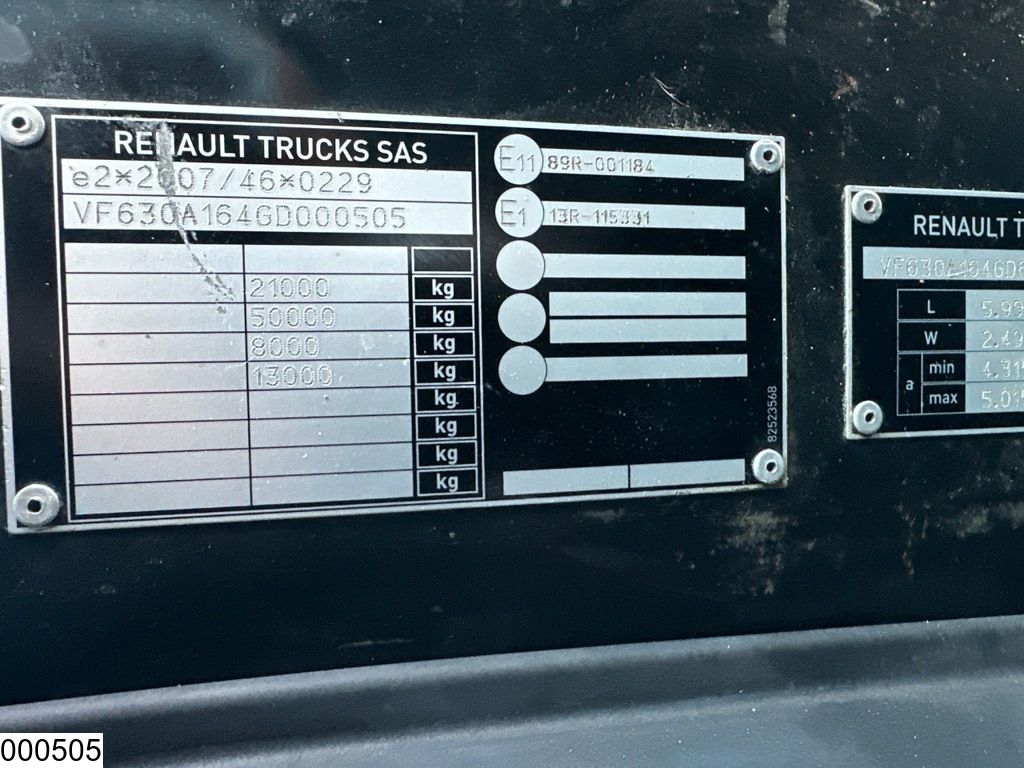 RENAULT TRUCKS SAS
e2*2007/46*0229
VF630A164GD000505
21000 kg
50000 kg
8000 kg
13000 kg
kg
kg
kg
kg
E11 89R-001184
E1 13R-115331
82523568
RENAULT
L
W
a
min
max
000505